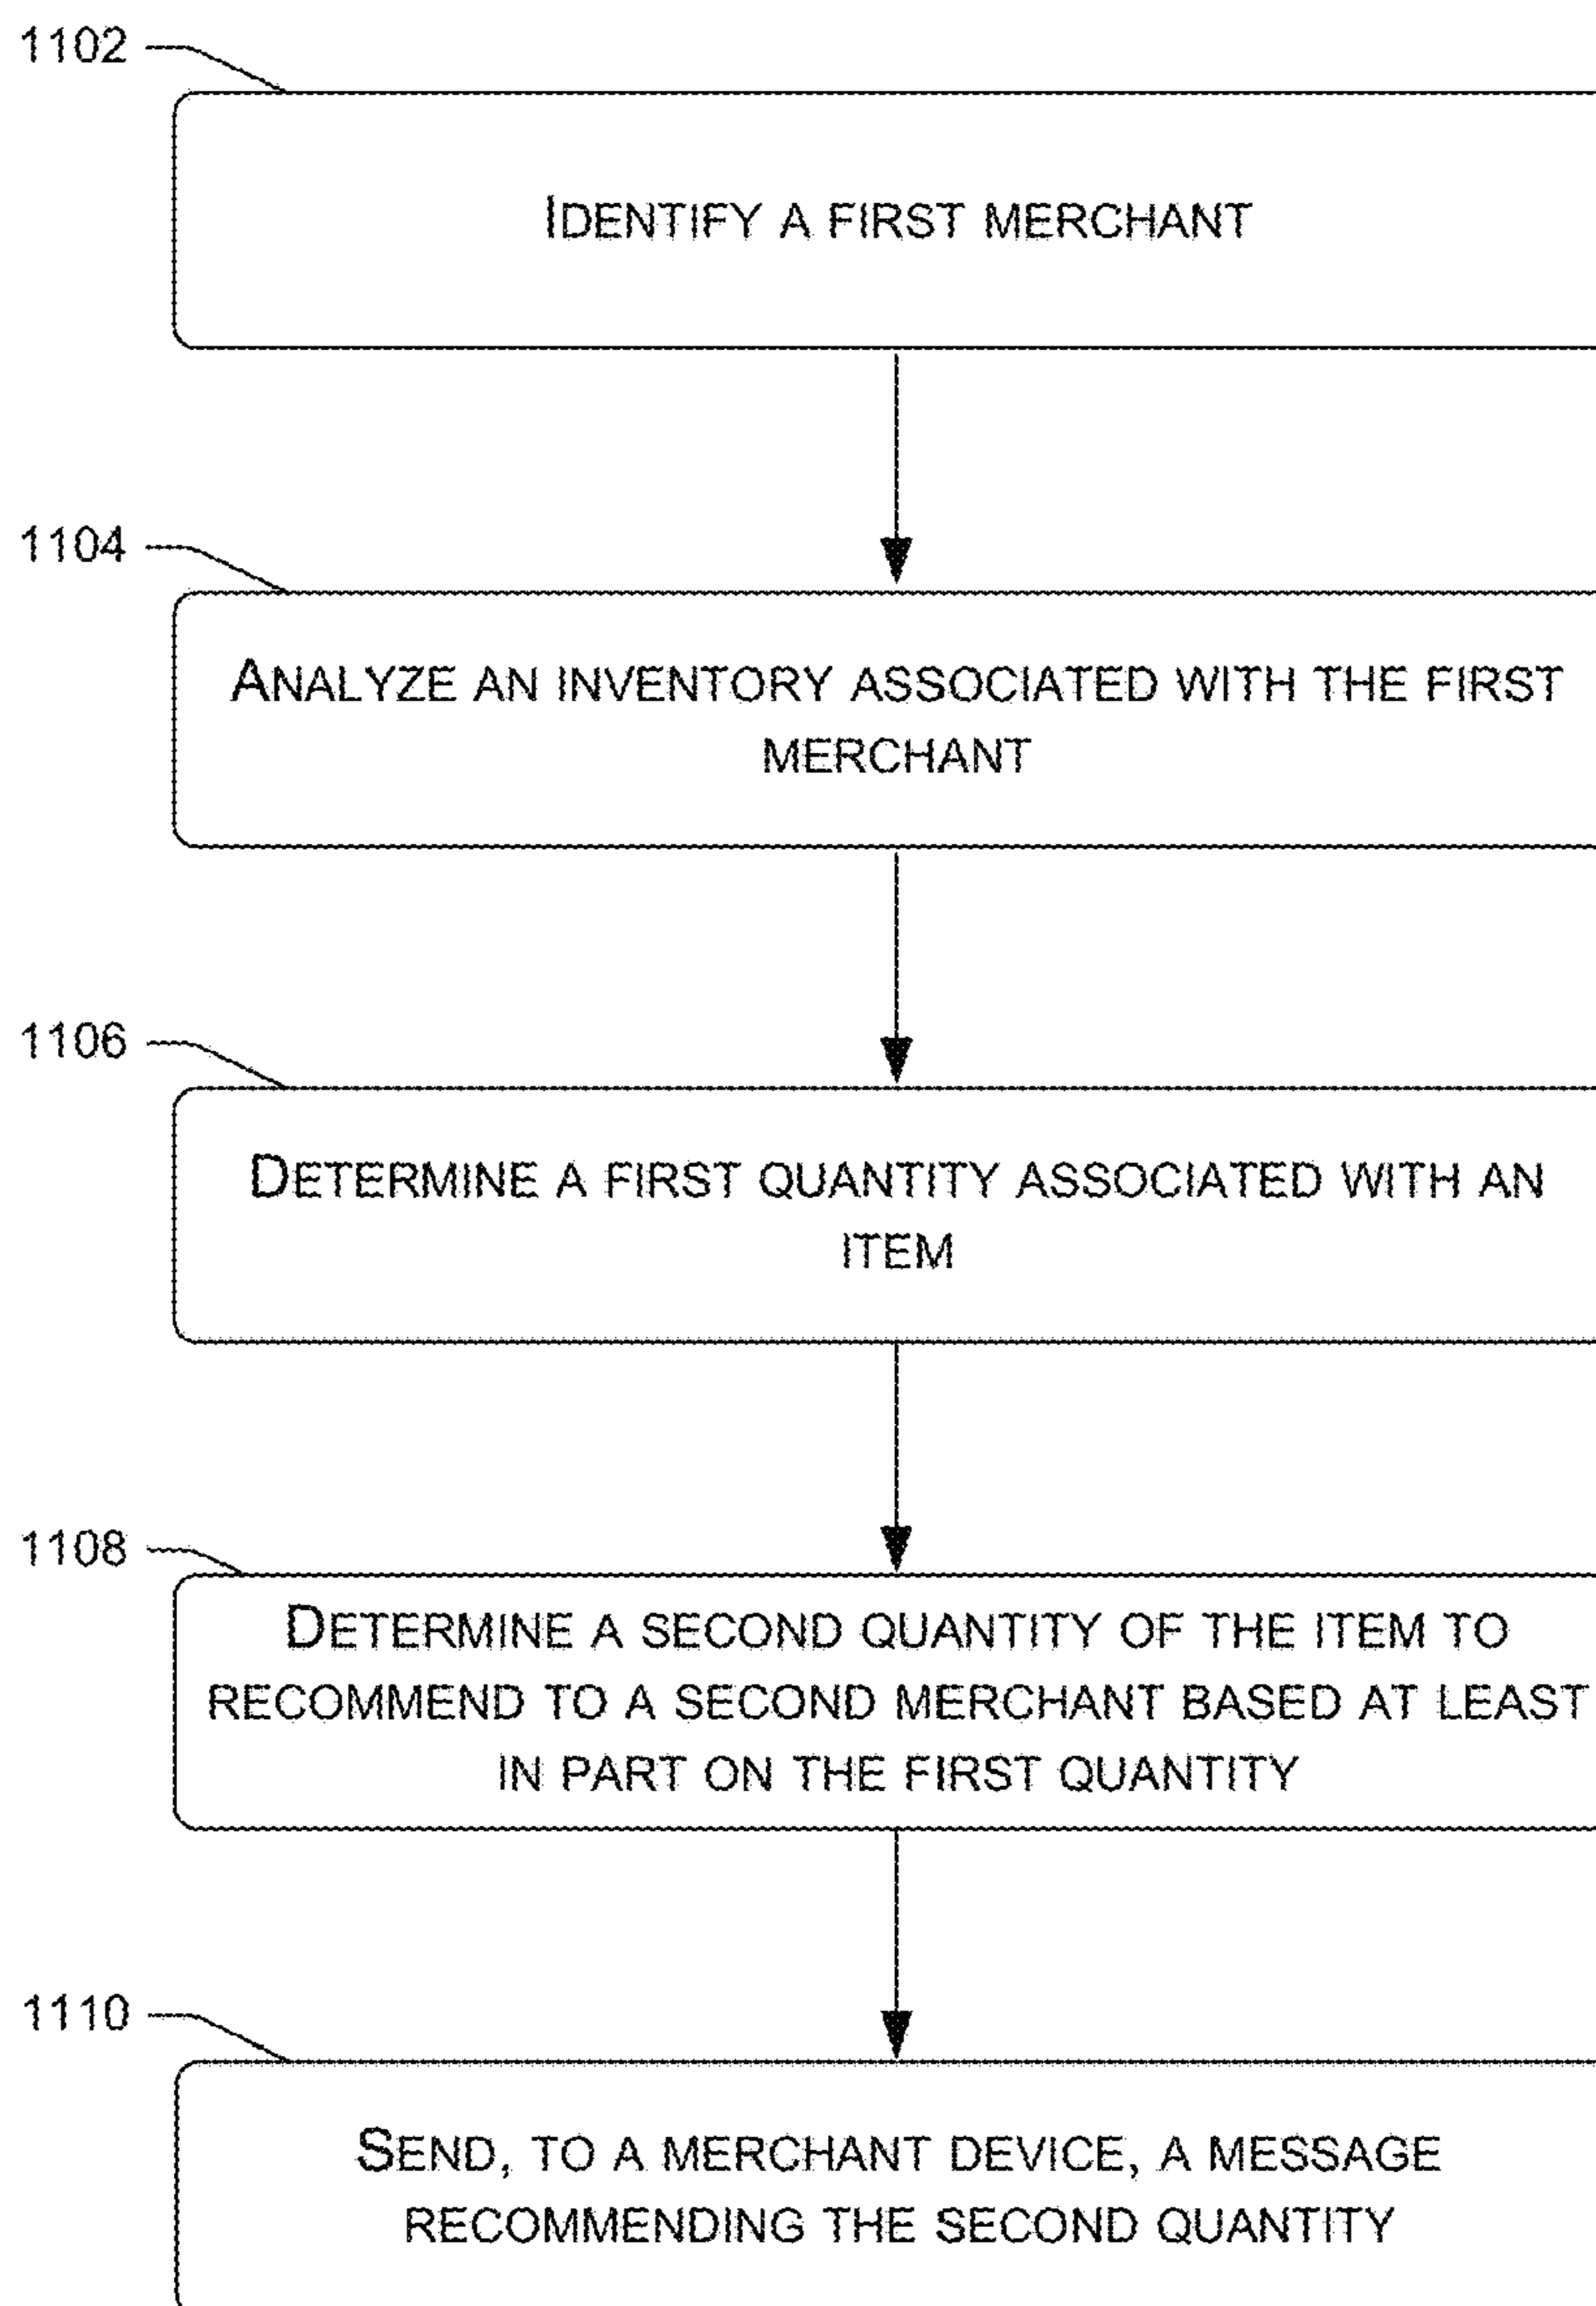 1102
IDENTIFY A FIRST MERCHANT
1104
ANALYZE AN INVENTORY ASSOCIATED WITH THE FIRST
MERCHANT
1106
DETERMINE A FIRST QUANTITY ASSOCIATED WITH AN
ITEM
1108
DETERMINE A SECOND QUANTITY OF THE ITEM TO
RECOMMEND TO A SECOND MERCHANT BASED AT LEAST
IN PART ON THE FIRST QUANTITY
1110
SEND, TO A MERCHANT DEVICE, A MESSAGE
RECOMMENDING THE SECOND QUANTITY